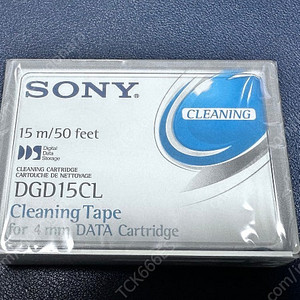 SONY®
CLEANING
15 m/50 feet
DDS Digital Data Storage
CLEANING CARTRIDGE
CARTOUCHE DE NETTOYAGE
DGD15CL
Cleaning Tape
for 4 mm DATA Cartridge